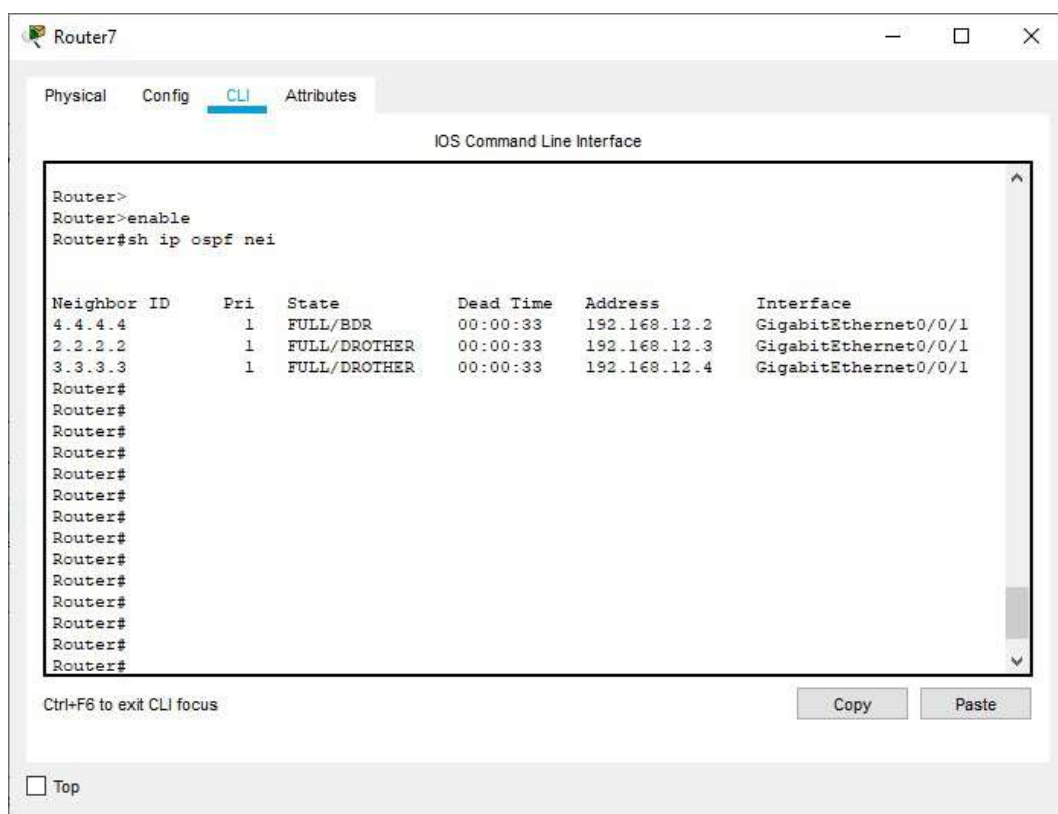 Router7
Physical Config CLI Attributes
IOS Command Line Interface
Router>
Router>enable
Router#sh ip ospf nei
Neighbor ID Pri State Dead Time Address Interface
4.4.4.4 1 FULL/BDR 00:00:33 192.168.12.2 GigabitEthernet0/0/1
2.2.2.2 1 FULL/DROTHER 00:00:33 192.168.12.3 GigabitEthernet0/0/1
3.3.3.3 1 FULL/DROTHER 00:00:33 192.168.12.4 GigabitEthernet0/0/1
Router#
Router#
Router#
Router#
Router#
Router#
Router#
Router#
Router#
Router#
Router#
Router#
Router#
Router#
Ctrl+F6 to exit CLI focus
Copy Paste
Top